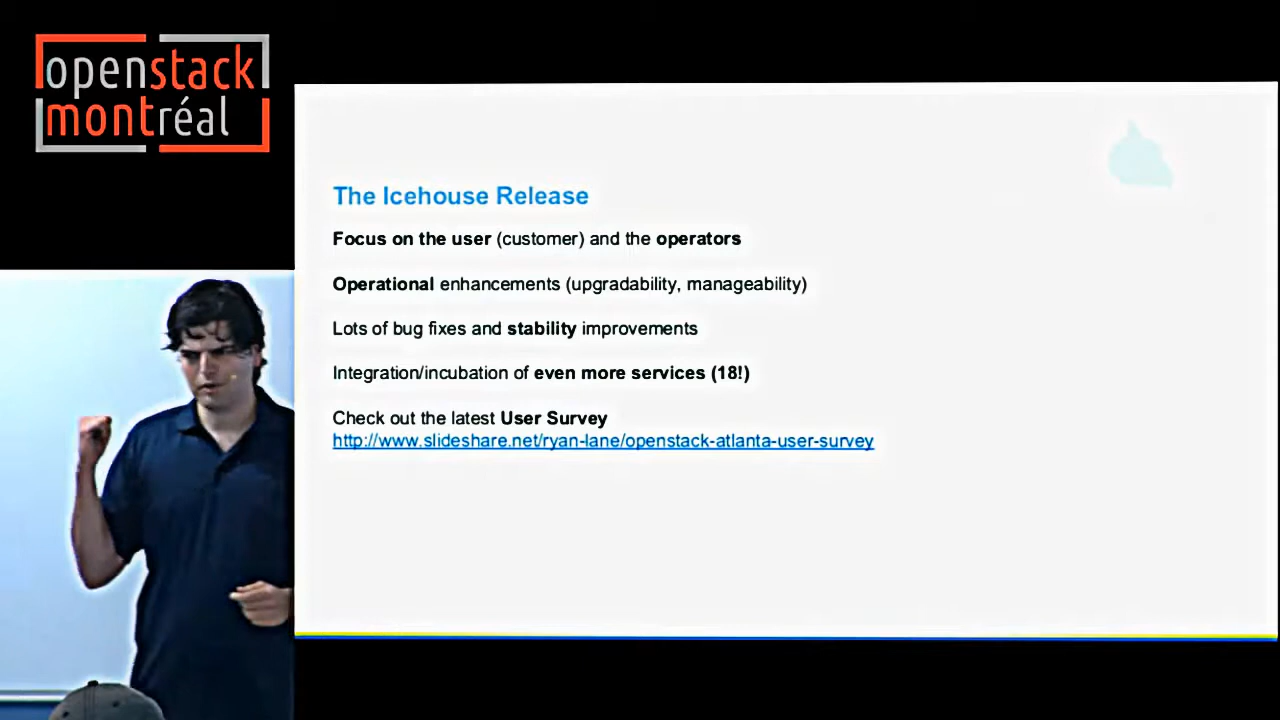 openstack
montréal
The Icehouse Release
Focus on the user (customer) and the operators
Operational enhancements (upgradability, manageability)
Lots of bug fixes and stability improvements
Integration/incubation of even more services (18!)
Check out the latest User Survey
http://www.slideshare.net/ryan-lane/openstack-atlanta-user-survey